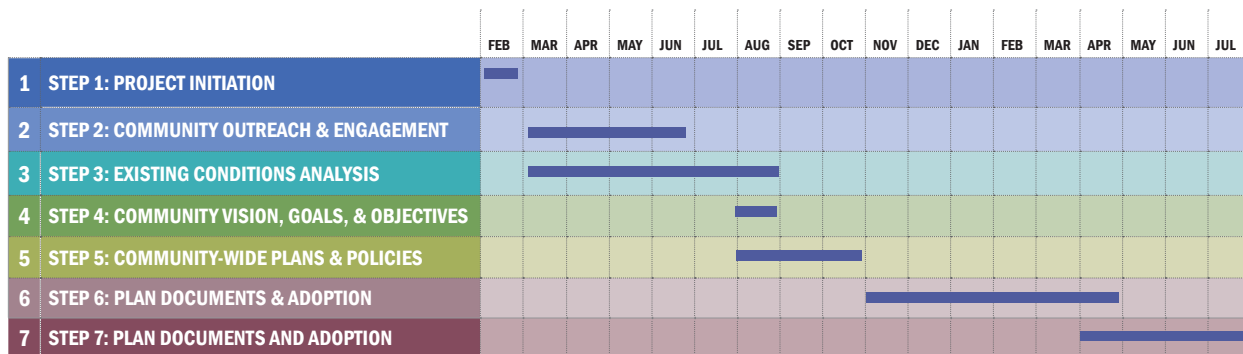 FEB MAR APR MAY JUN JUL AUG SEP OCT NOV DEC JAN FEB MAR APR MAY JUN JUL
1 STEP 1: PROJECT INITIATION
2 STEP 2: COMMUNITY OUTREACH & ENGAGEMENT
3 STEP 3: EXISTING CONDITIONS ANALYSIS
4 STEP 4: COMMUNITY VISION, GOALS, & OBJECTIVES
5 STEP 5: COMMUNITY-WIDE PLANS & POLICIES
6 STEP 6: PLAN DOCUMENTS & ADOPTION
7 STEP 7: PLAN DOCUMENTS AND ADOPTION